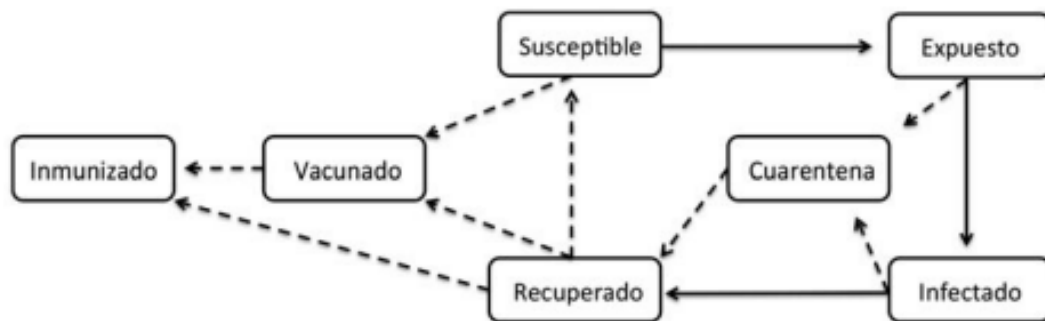 Susceptible
Expuesto
Inmunizado
Vacunado
Cuarentena
Recuperado
Infectado